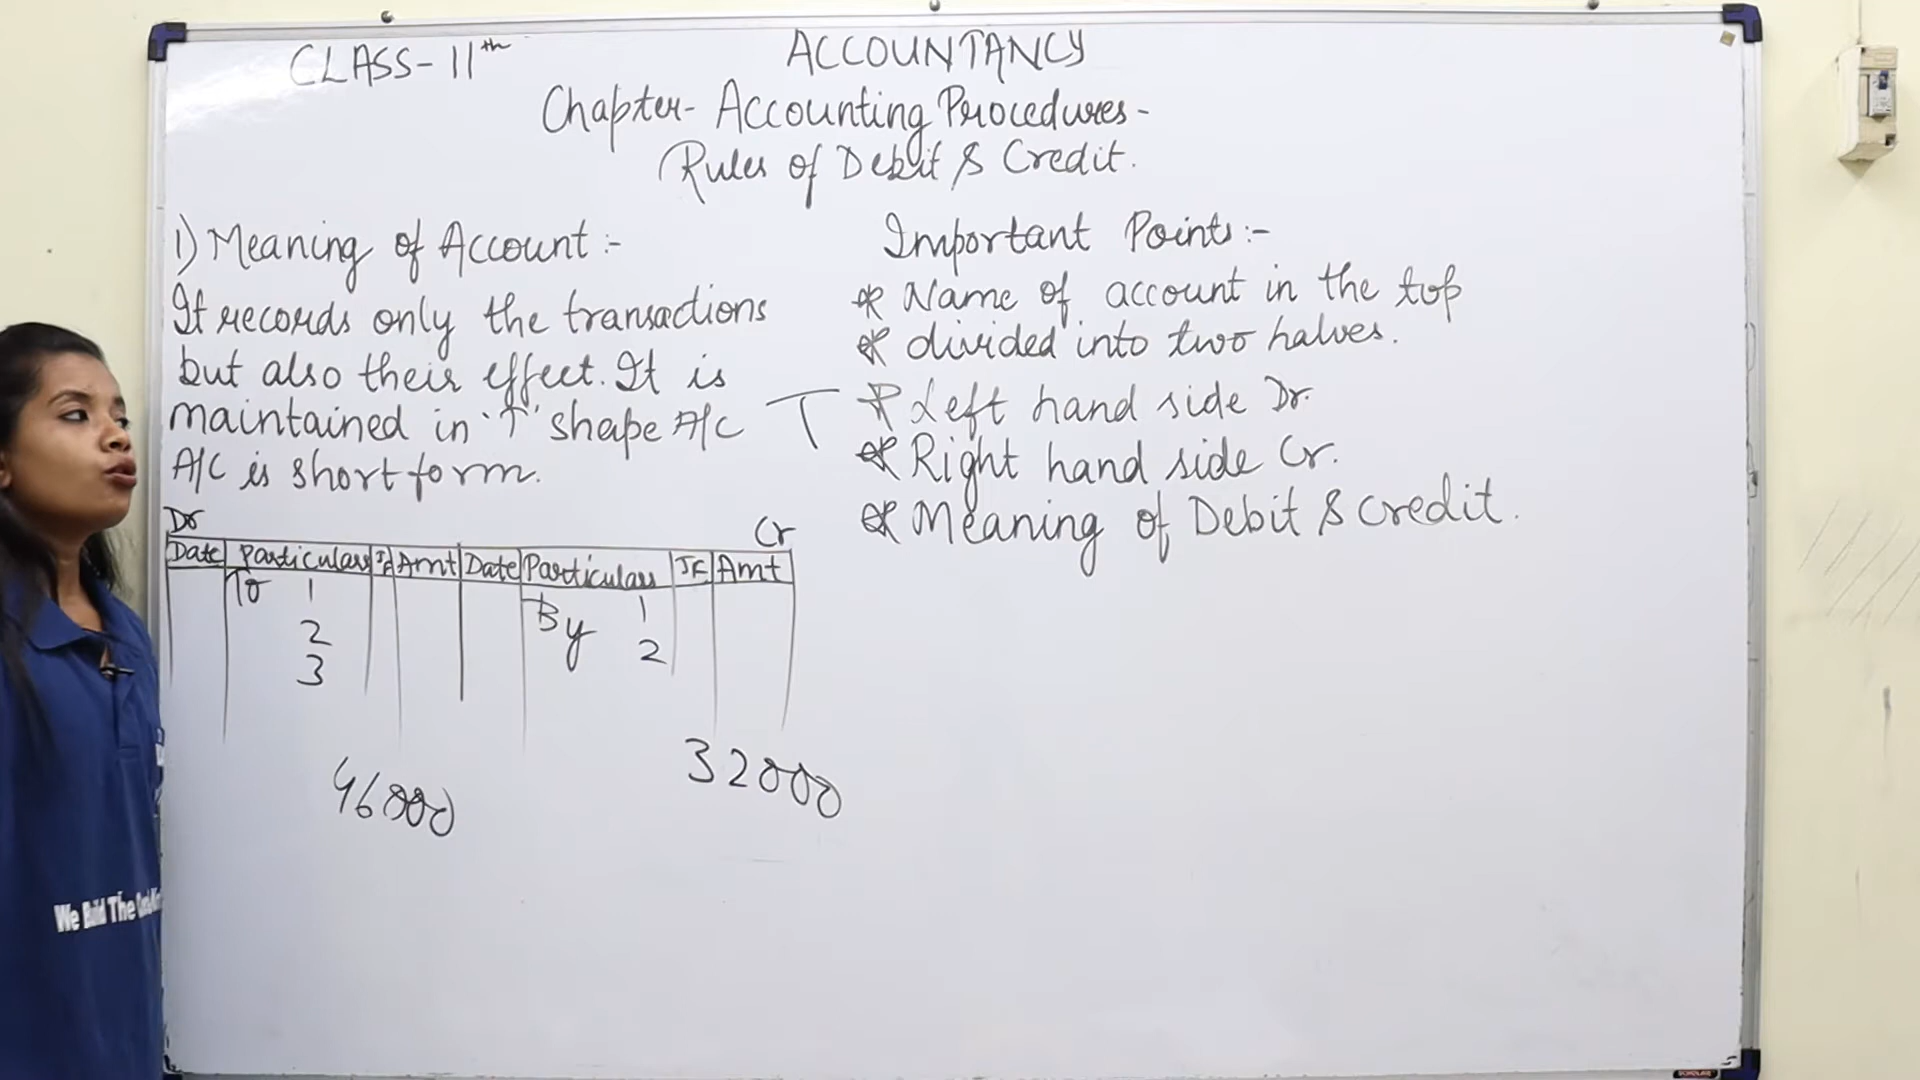 CLASS-11th
ACCOUNTANCY
Chapter- Accounting Procedures-
Rules of Debit & Credit.
1) Meaning of Account :-
It records only the transactions
but also their effect. It is
maintained in 'T' shape A/C
A/C is short form.
T
Dr
Cr
Date Particulars JF Amt Date Particulars JF Amt
To 1
2
3
By 1
2
46000
32000
Important Points :-
* Name of account in the top
* divided into two halves.
* Left hand side Dr.
* Right hand side Cr.
* Meaning of Debit & Credit.
We Build The